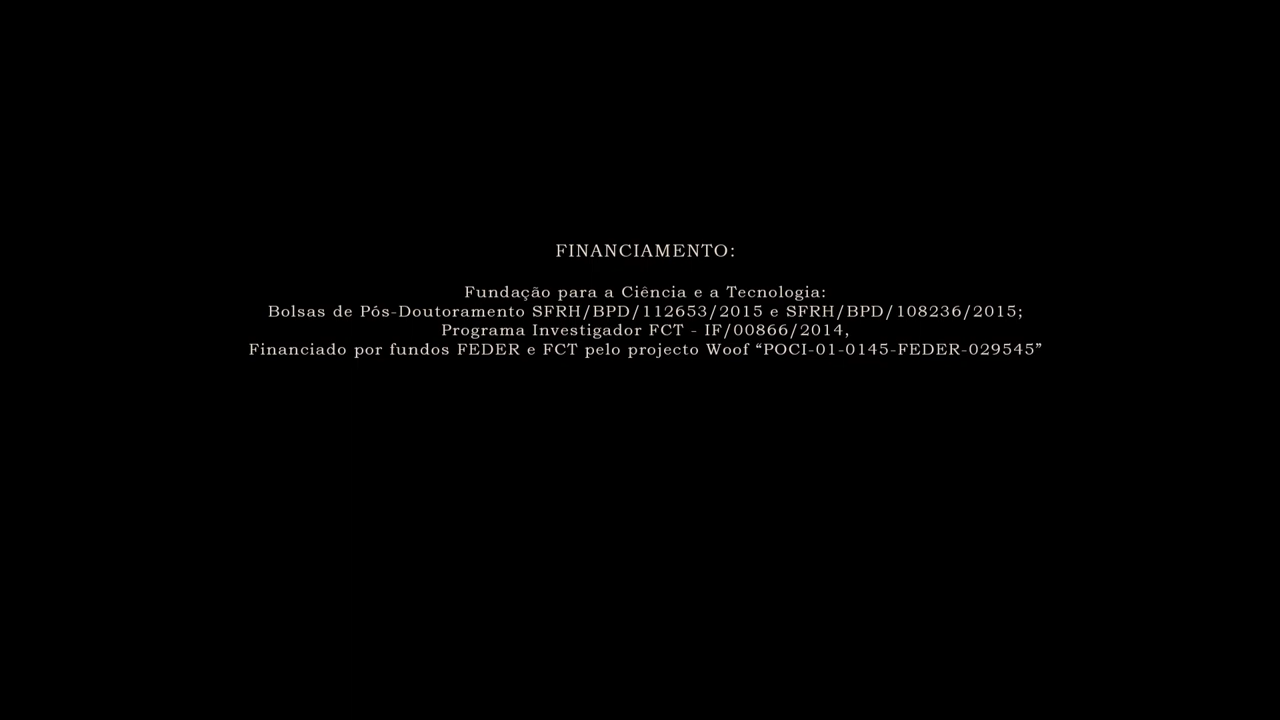 FINANCIAMENTO:
Fundação para a Ciência e a Tecnologia:
Bolsas de Pós-Doutoramento SFRH/BPD/112653/2015 e SFRH/BPD/108236/2015;
Programa Investigador FCT - IF/00866/2014,
Financiado por fundos FEDER e FCT pelo projecto Woof “POCI-01-0145-FEDER-029545”